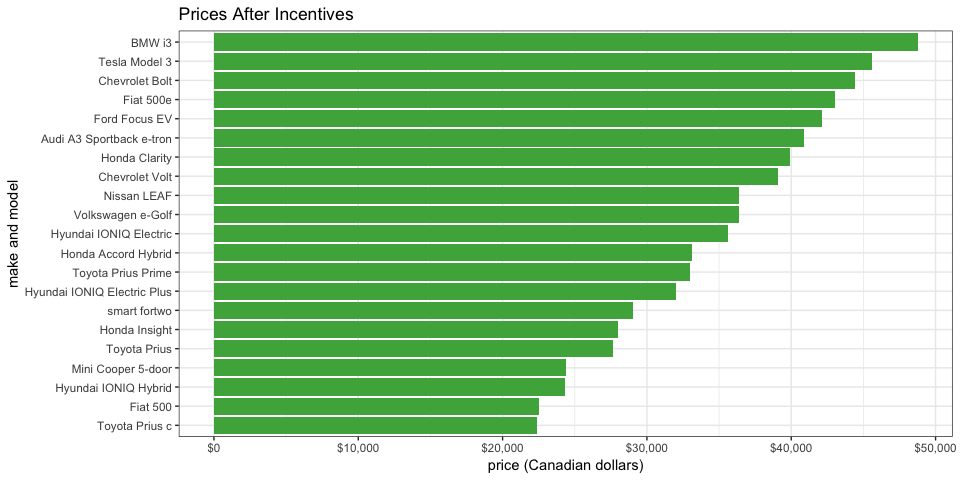 Prices After Incentives
make and model
BMW i3
Tesla Model 3
Chevrolet Bolt
Fiat 500e
Ford Focus EV
Audi A3 Sportback e-tron
Honda Clarity
Chevrolet Volt
Nissan LEAF
Volkswagen e-Golf
Hyundai IONIQ Electric
Honda Accord Hybrid
Toyota Prius Prime
Hyundai IONIQ Electric Plus
smart fortwo
Honda Insight
Toyota Prius
Mini Cooper 5-door
Hyundai IONIQ Hybrid
Fiat 500
Toyota Prius c
$0 $10,000 $20,000 $30,000 $40,000 $50,000
price (Canadian dollars)